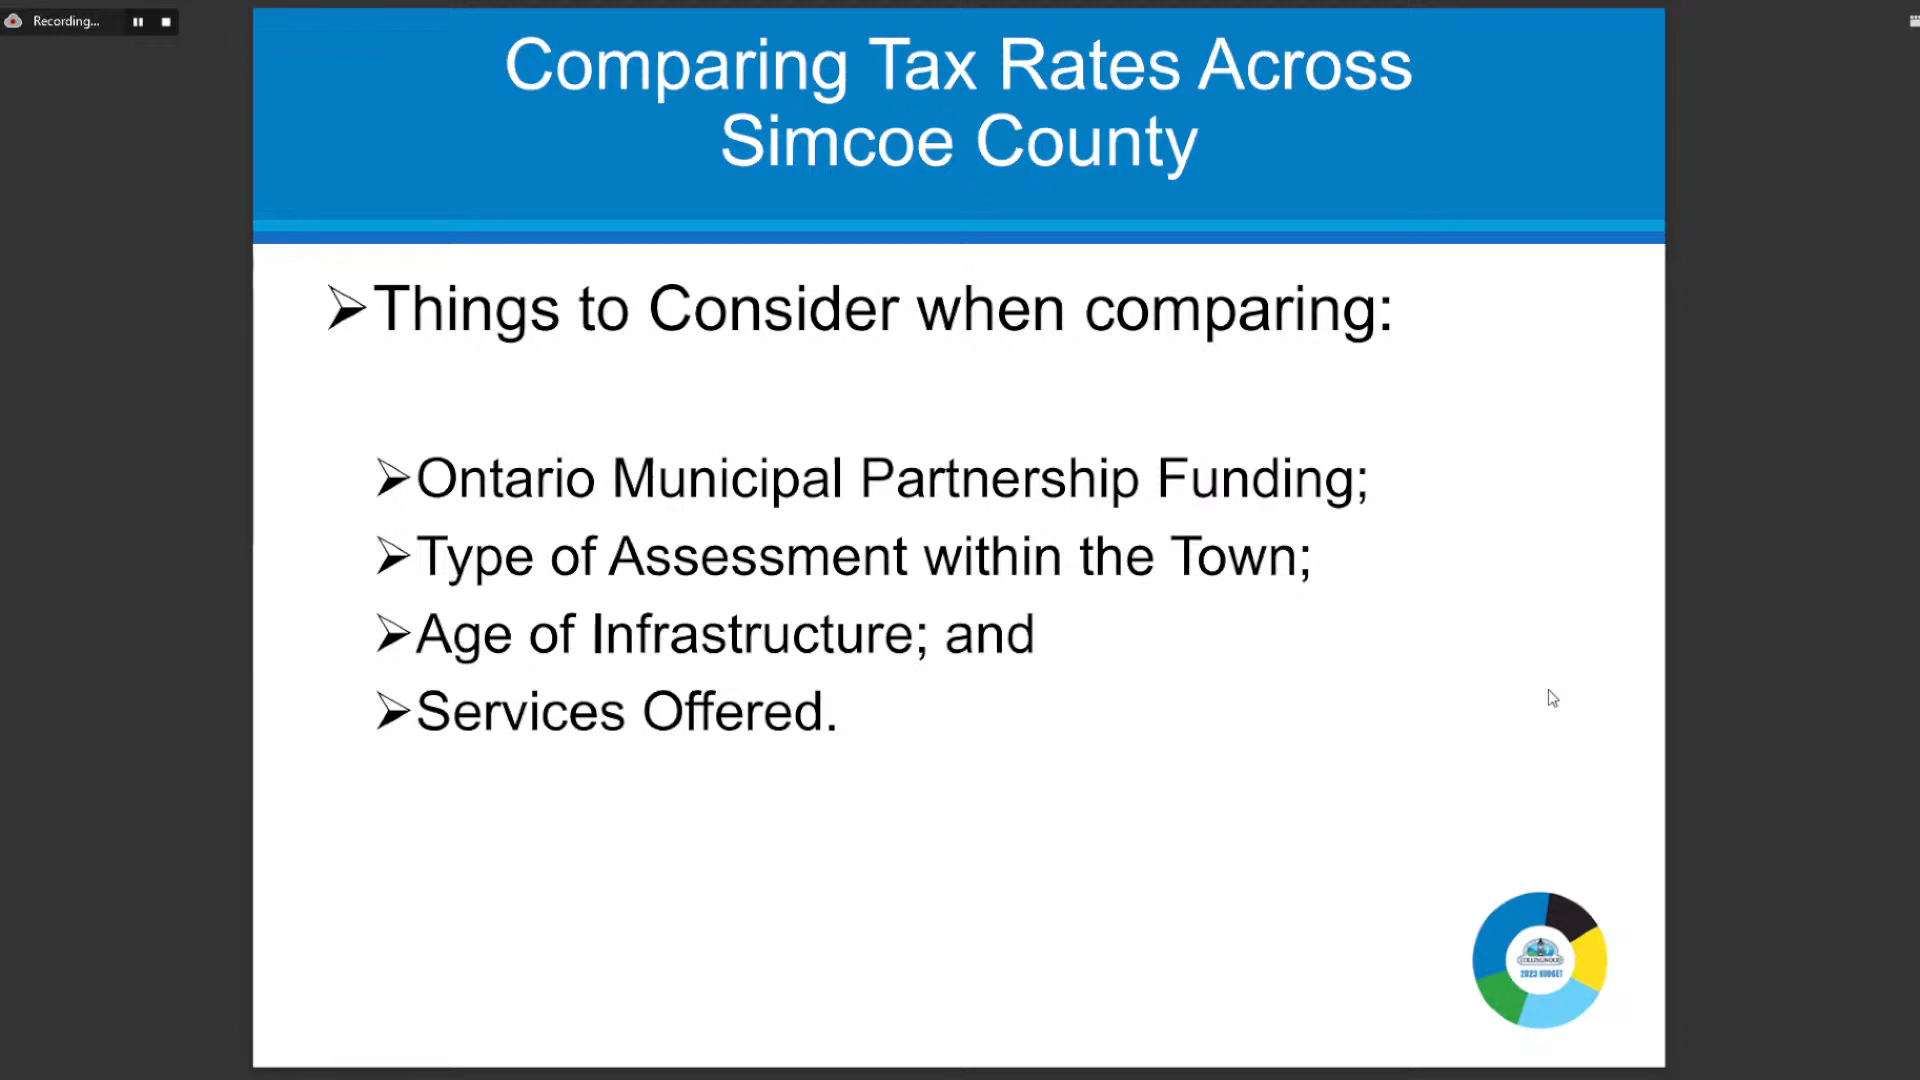 Recording...
Comparing Tax Rates Across
Simcoe County
Things to Consider when comparing:
Ontario Municipal Partnership Funding;
Type of Assessment within the Town;
Age of Infrastructure; and
Services Offered.
COLLINGWOOD
2023 BUDGET